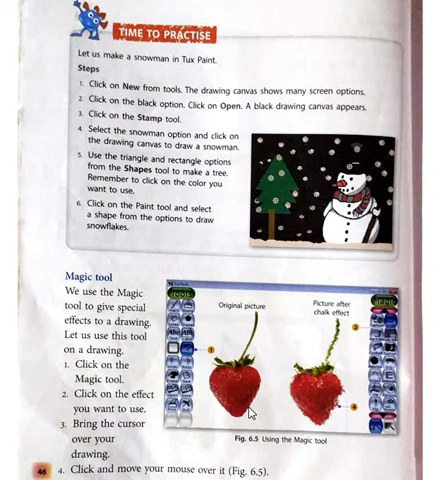 TIME TO PRACTISE
Let us make a snowman in Tux Paint.
Steps
1. Click on New from tools. The drawing canvas shows many screen options.
2. Click on the black option. Click on Open. A black drawing canvas appears.
3. Click on the Stamp tool.
4. Select the snowman option and click on
the drawing canvas to draw a snowman.
5. Use the triangle and rectangle options
from the Shapes tool to make a tree.
Remember to click on the color you
want to use.
6. Click on the Paint tool and select
a shape from the options to draw
snowflakes.
Magic tool
We use the Magic
tool to give special
effects to a drawing.
Let us use this tool
on a drawing.
1. Click on the
Magic tool.
2. Click on the effect
you want to use.
3. Bring the cursor
over your
drawing.
4. Click and move your mouse over it (Fig. 6.5).
Original picture
Picture after
chalk effect
1
3
4
Fig. 6.5 Using the Magic tool
46